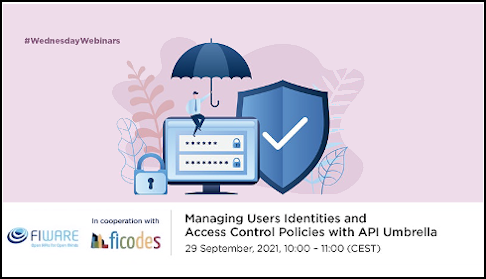 #WednesdayWebinars
FIWARE
In cooperation with
ficodes
Managing Users Identities and
Access Control Policies with API Umbrella
29 September, 2021, 10:00 – 11:00 (CEST)